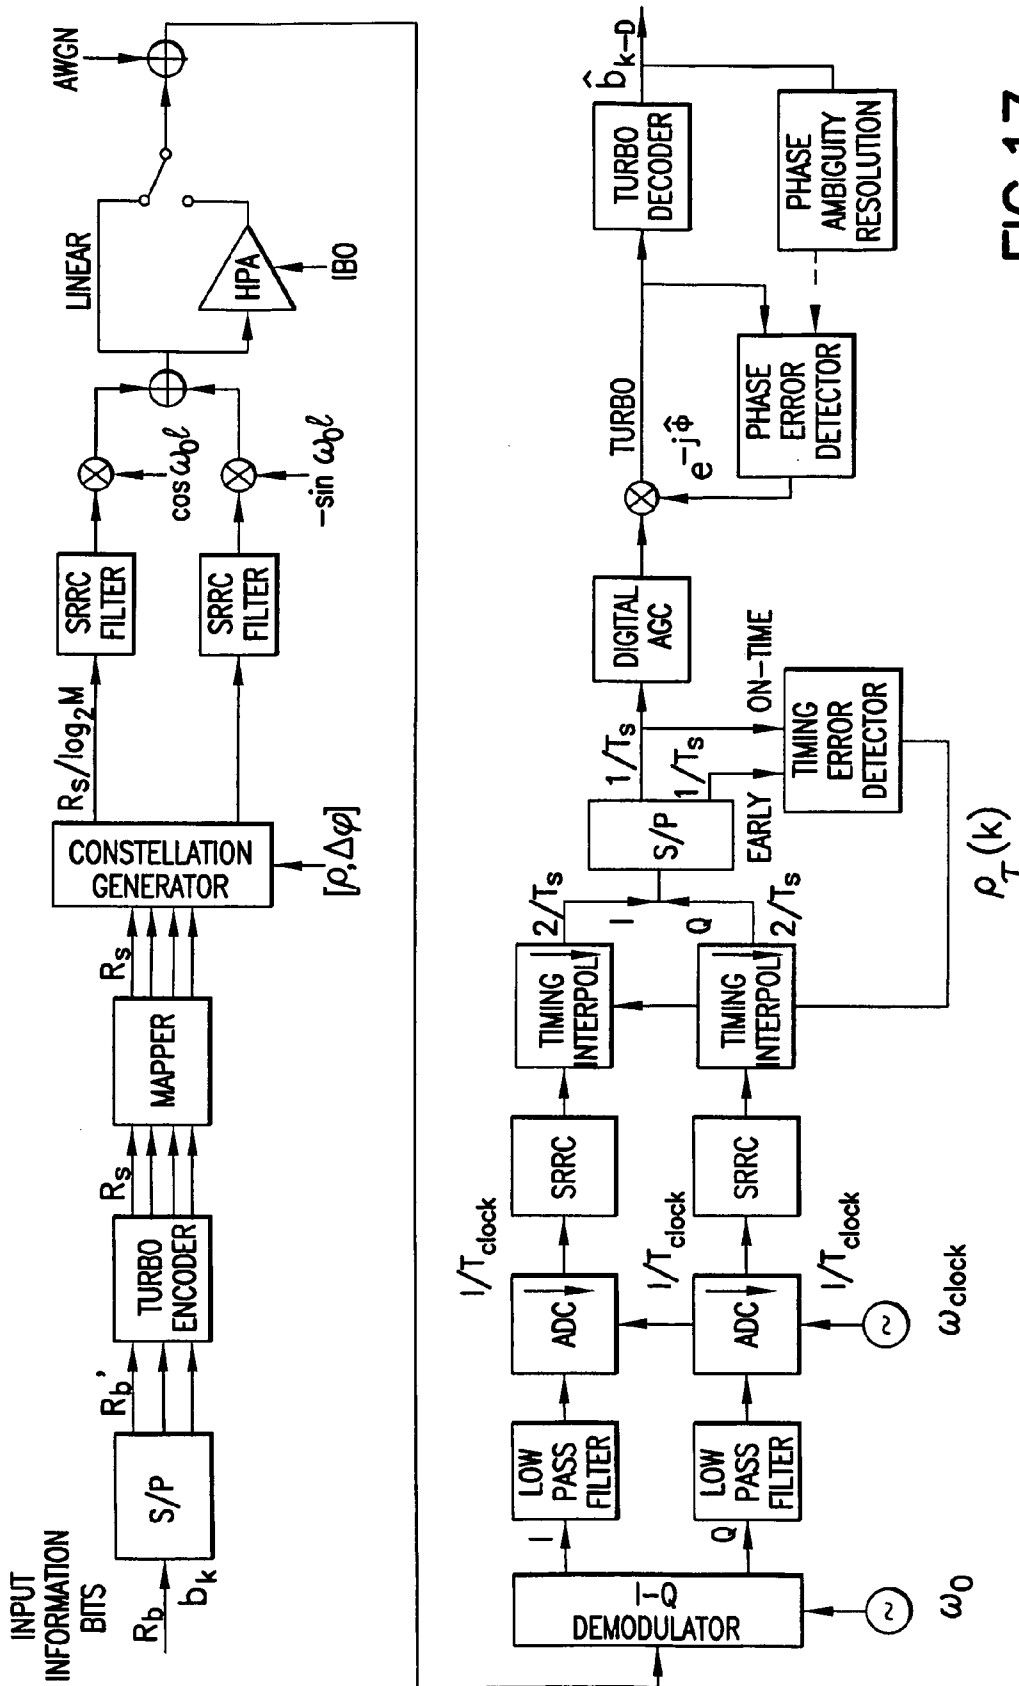 INPUT
INFORMATION
BITS
R_b
b_k
S/P
R_b'
TURBO
ENCODER
R_s
MAPPER
R_s
CONSTELLATION
GENERATOR
[ρ,Δφ]
R_s/log_2M
SRRC
FILTER
SRRC
FILTER
cos ω_0 l
-sin ω_0 l
LINEAR
HPA
IBO
AWGN
I-Q
DEMODULATOR
ω_0
I
Q
LOW
PASS
FILTER
LOW
PASS
FILTER
ADC
ADC
1/T_clock
1/T_clock
1/T_clock
ω_clock
SRRC
SRRC
TIMING
INTERPOL
TIMING
INTERPOL
2/T_s
I
Q
2/T_s
S/P
1/T_s
1/T_s
EARLY
ON-TIME
TIMING
ERROR
DETECTOR
ρ_τ(k)
DIGITAL
AGC
e^-jφ̂
TURBO
PHASE
ERROR
DETECTOR
TURBO
DECODER
b̂_k-D
PHASE
AMBIGUITY
RESOLUTION